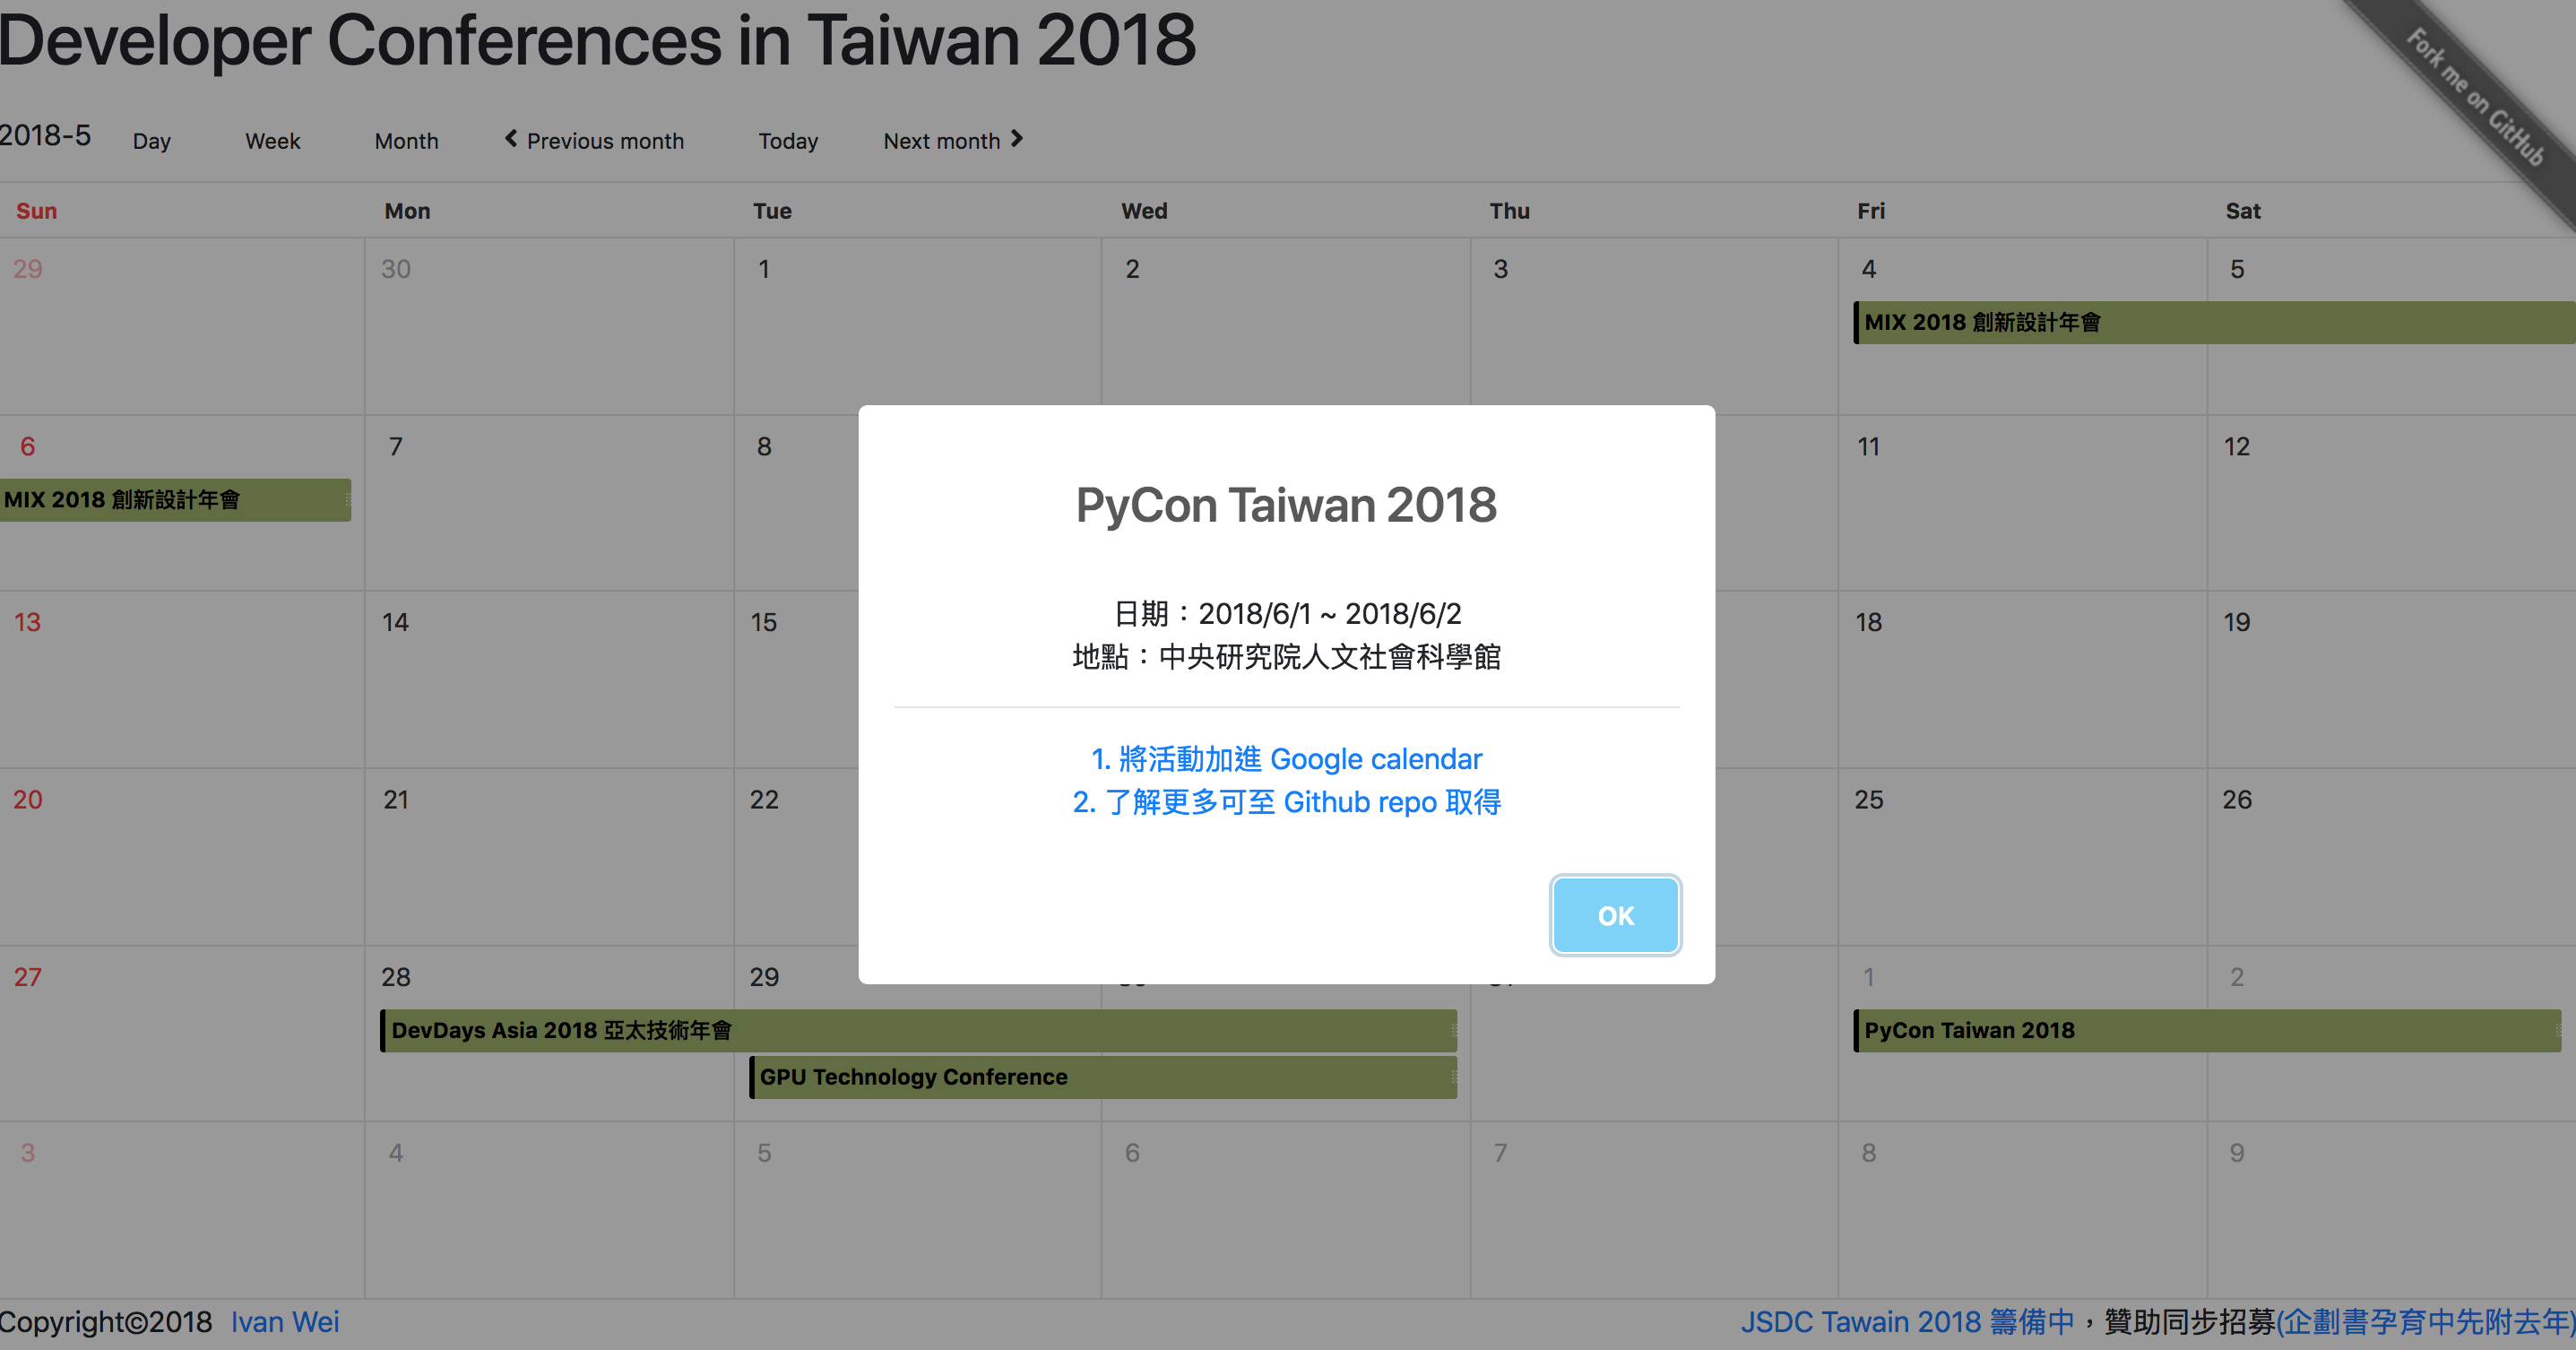 Developer Conferences in Taiwan 2018
Fork me on GitHub
2018-5 Day Week Month Previous month Today Next month
Sun Mon Tue Wed Thu Fri Sat
29 30 1 2 3 4 5
MIX 2018 創新設計年會
6 7 8 11 12
MIX 2018 創新設計年會
13 14 15 18 19
20 21 22 25 26
27 28 29 1 2
DevDays Asia 2018 亞太技術年會 PyCon Taiwan 2018
GPU Technology Conference
3 4 5 6 7 8 9
PyCon Taiwan 2018
日期：2018/6/1 ~ 2018/6/2
地點：中央研究院人文社會科學館
1. 將活動加進 Google calendar
2. 了解更多可至 Github repo 取得
OK
Copyright©2018 Ivan Wei
JSDC Tawain 2018 籌備中，贊助同步招募(企劃書孕育中先附去年)